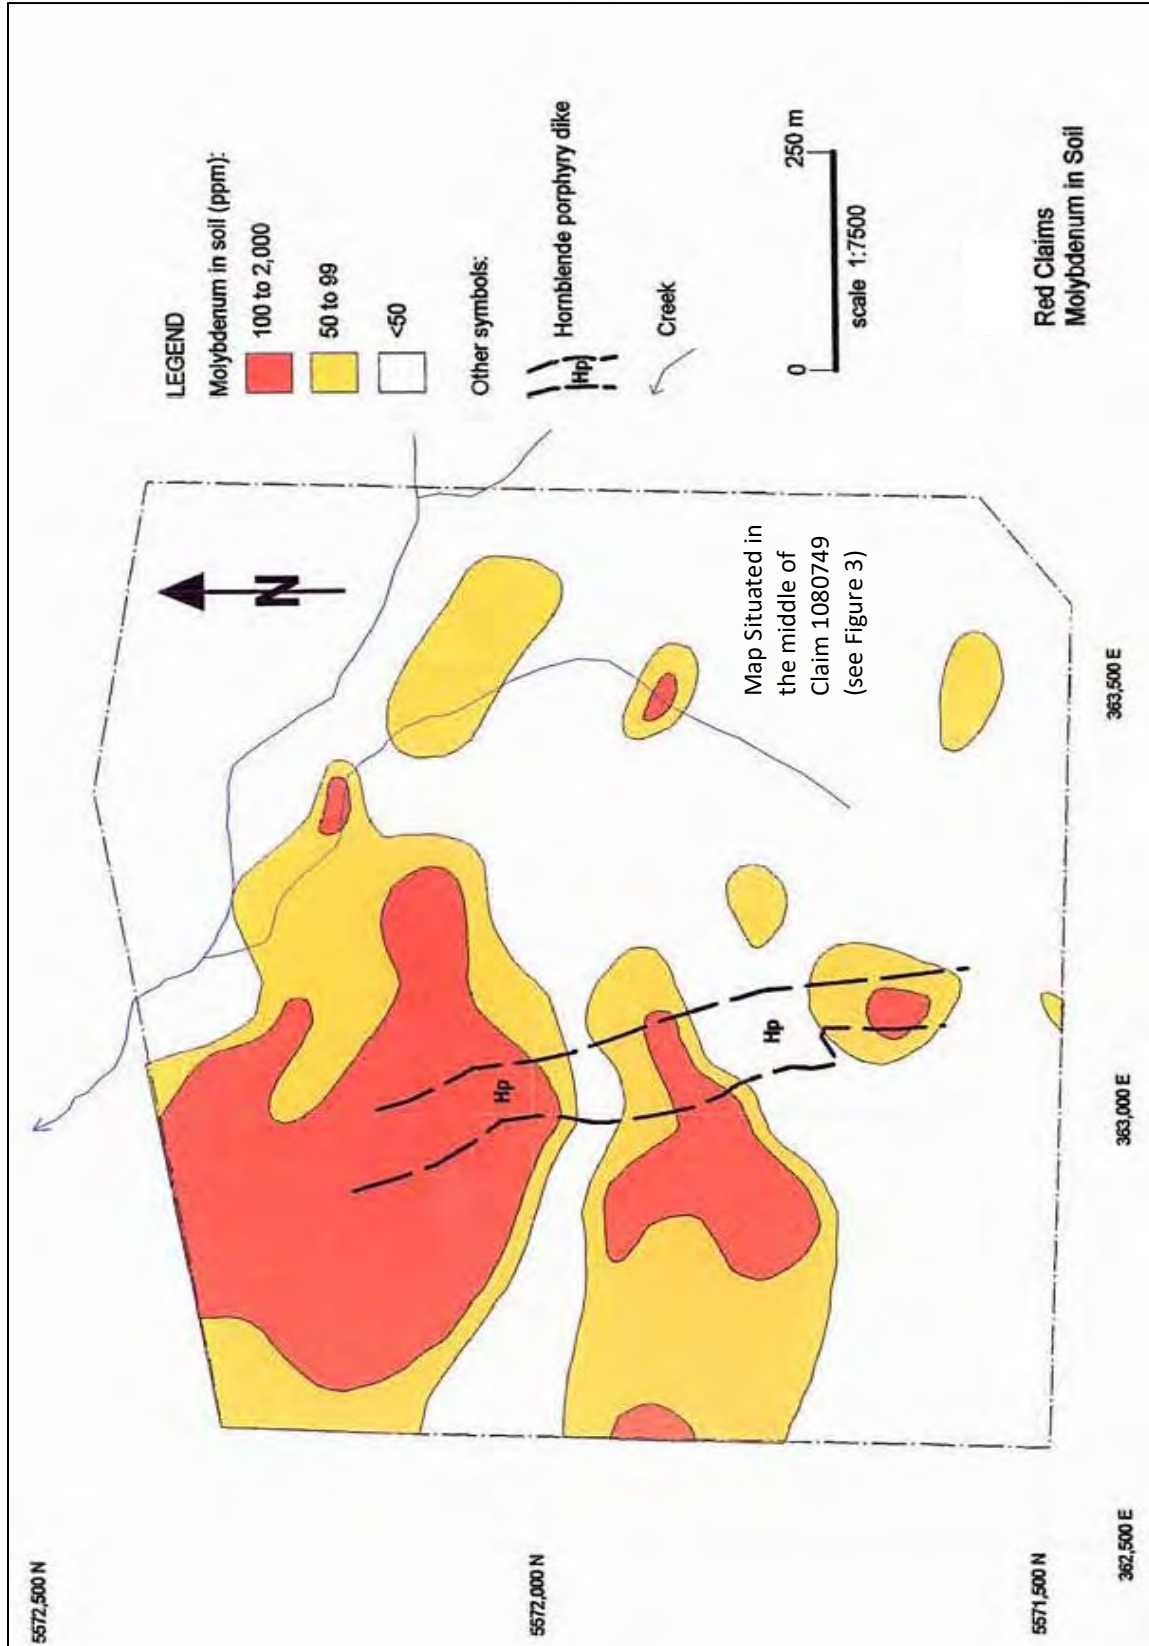 LEGEND
Molybdenum in soil (ppm):
100 to 2,000
50 to 99
<50
Other symbols:
Hp
Hornblende porphyry dike
Creek
0
250 m
scale 1:7500
Red Claims
Molybdenum in Soil
N
Map Situated in
the middle of
Claim 1080749
(see Figure 3)
Hp
Hp
5572,500 N
5572,000 N
5571,500 N
362,500 E
363,000 E
363,500 E